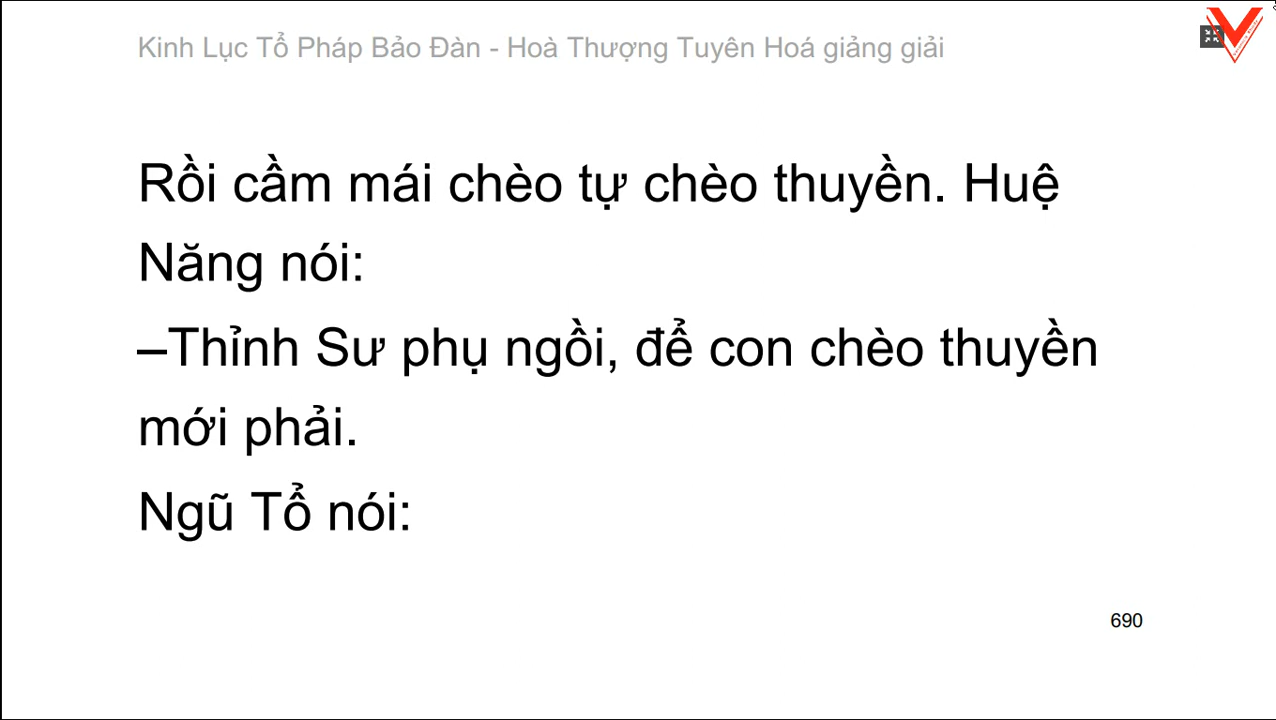 Kinh Lục Tổ Pháp Bảo Đàn - Hoà Thượng Tuyên Hoá giảng giải
Rồi cầm mái chèo tự chèo thuyền. Huệ
Năng nói:
–Thỉnh Sư phụ ngồi, để con chèo thuyền
mới phải.
Ngũ Tổ nói:
690